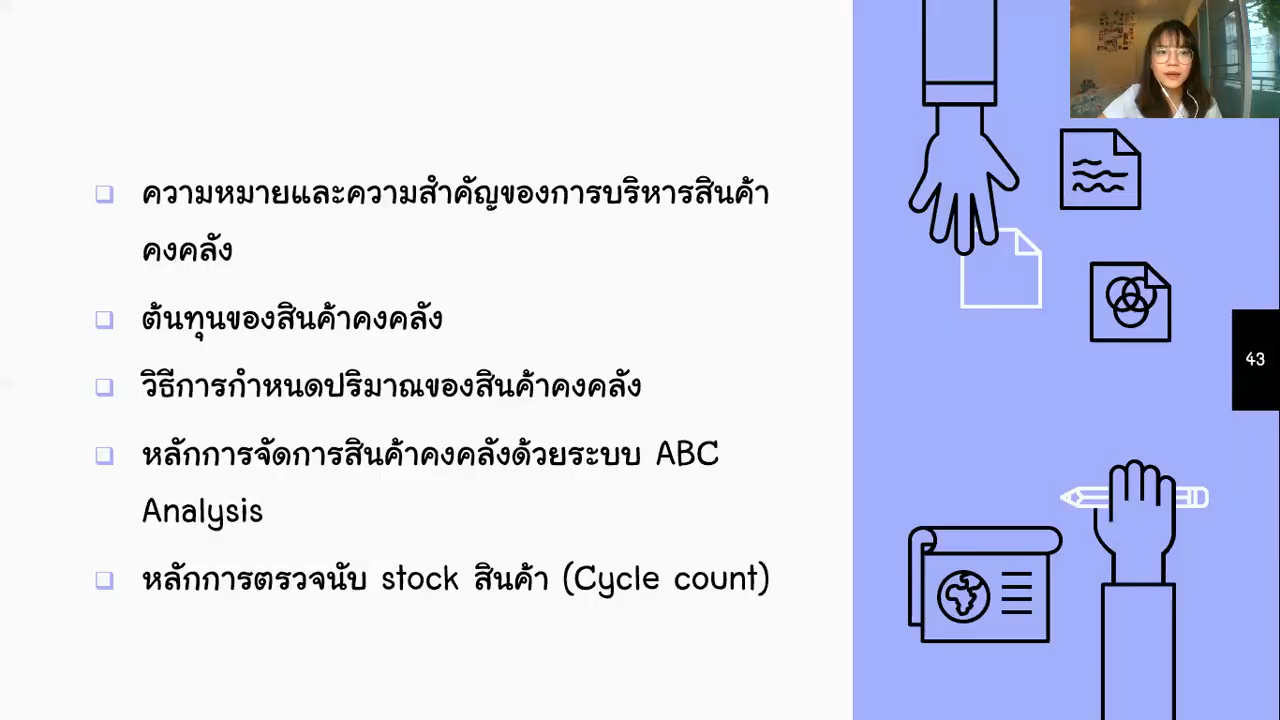 ความหมายและความสำคัญของการบริหารสินค้า
คงคลัง
ต้นทุนของสินค้าคงคลัง
วิธีการกำหนดปริมาณของสินค้าคงคลัง
หลักการจัดการสินค้าคงคลังด้วยระบบ ABC
Analysis
หลักการตรวจนับ stock สินค้า (Cycle count)
43